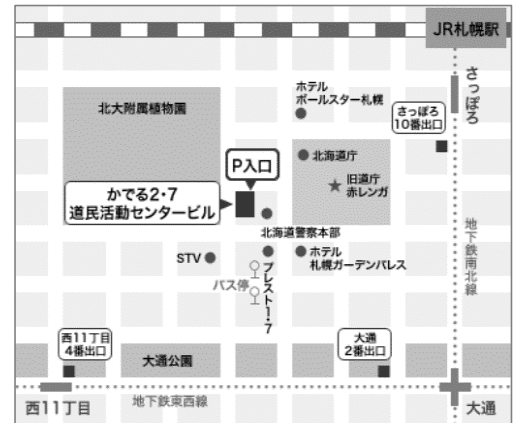 JR札幌駅
さっぽろ
ホテル
ポールスター札幌
北大附属植物園
さっぽろ
10番出口
P入口
北海道庁
旧道庁
赤レンガ
かでる2・7
道民活動センタービル
北海道警察本部
地下鉄南北線
STV
ホテル
札幌ガーデンパレス
バス停
プレスト1・7
西11丁目
4番出口
大通公園
大通
2番出口
西11丁目
地下鉄東西線
大通